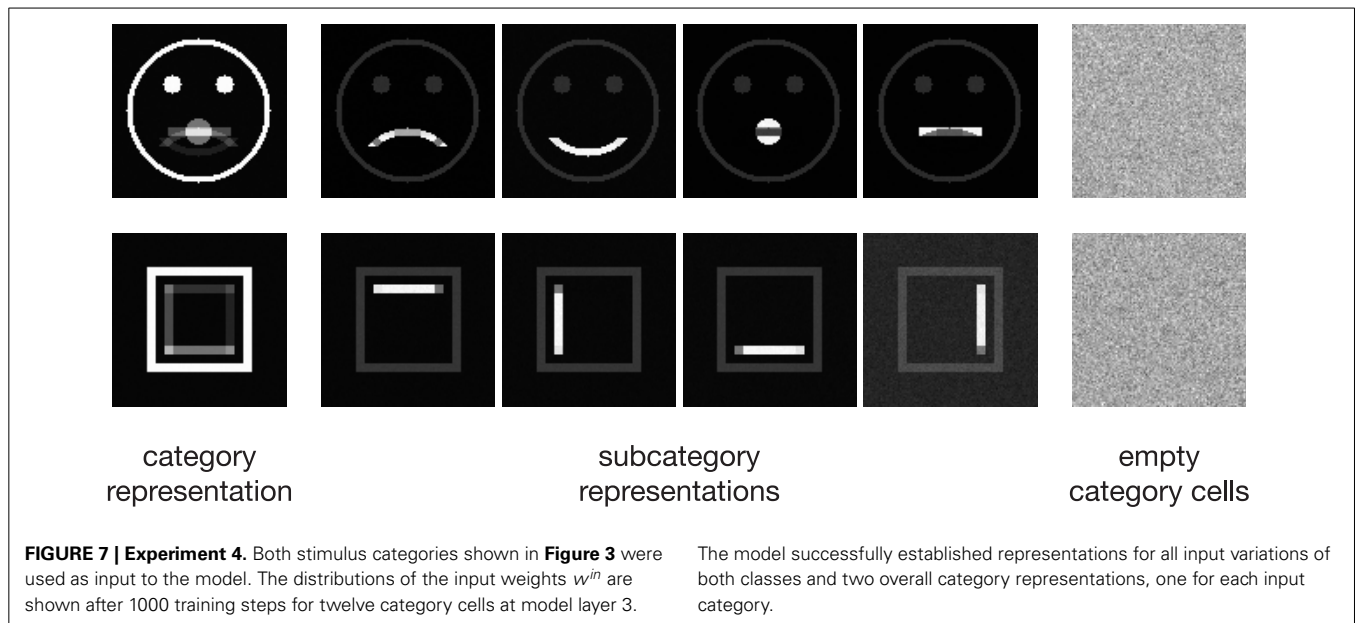 category
representation
subcategory
representations
empty
category cells
FIGURE 7 | Experiment 4. Both stimulus categories shown in Figure 3 were
used as input to the model. The distributions of the input weights w^in are
shown after 1000 training steps for twelve category cells at model layer 3.
The model successfully established representations for all input variations of
both classes and two overall category representations, one for each input
category.